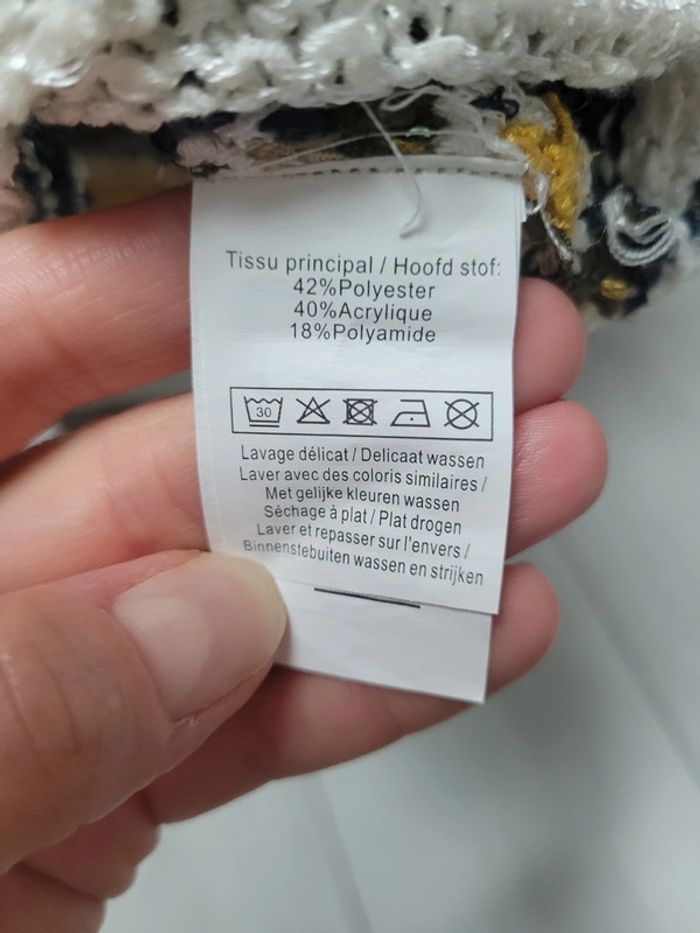 Tissu principal / Hoofd stof:
42%Polyester
40%Acrylique
18%Polyamide
30
Lavage délicat / Delicaat wassen
Laver avec des coloris similaires /
Met gelijke kleuren wassen
Séchage à plat / Plat drogen
Laver et repasser sur l'envers /
Binnenstebuiten wassen en strijken